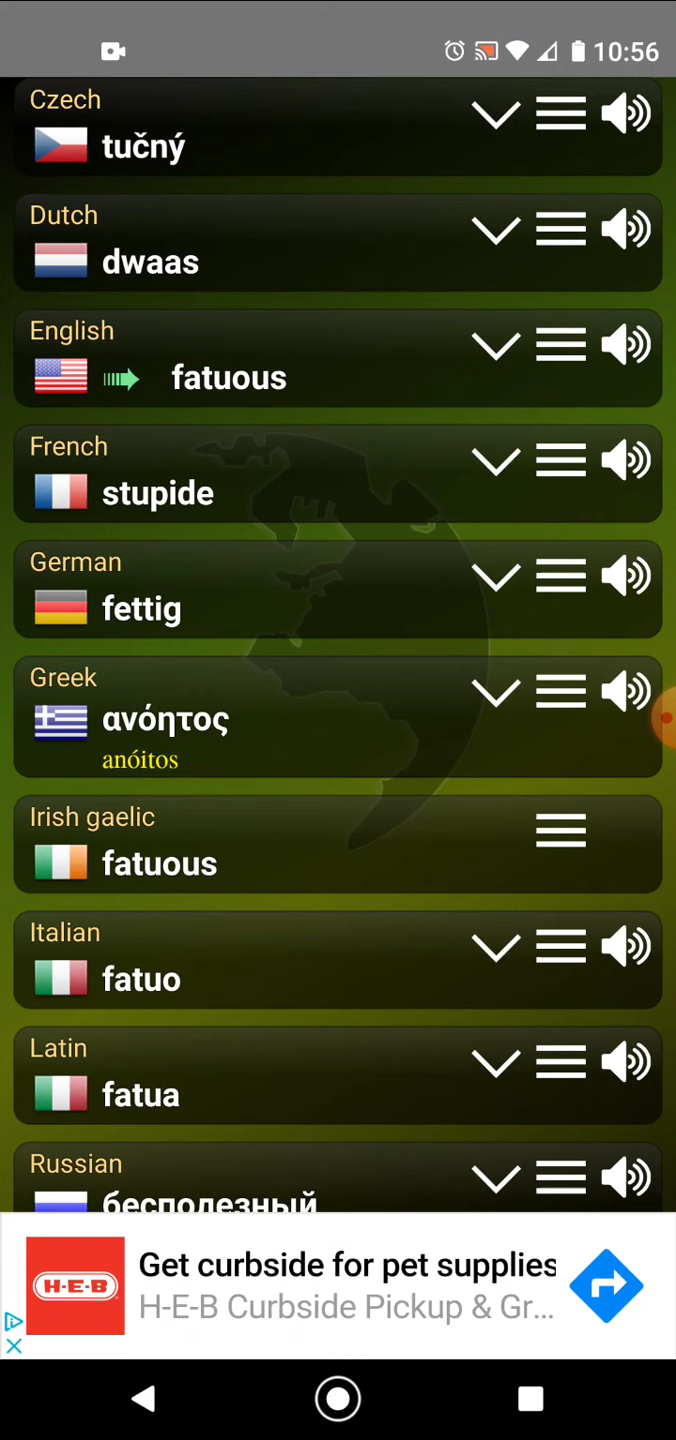 10:56
Czech
tučný
Dutch
dwaas
English
fatuous
French
stupide
German
fettig
Greek
ανόητος
anóitos
Irish gaelic
fatuous
Italian
fatuo
Latin
fatua
Russian
бесполезный
H-E-B
Get curbside for pet supplies
H-E-B Curbside Pickup & Gr...